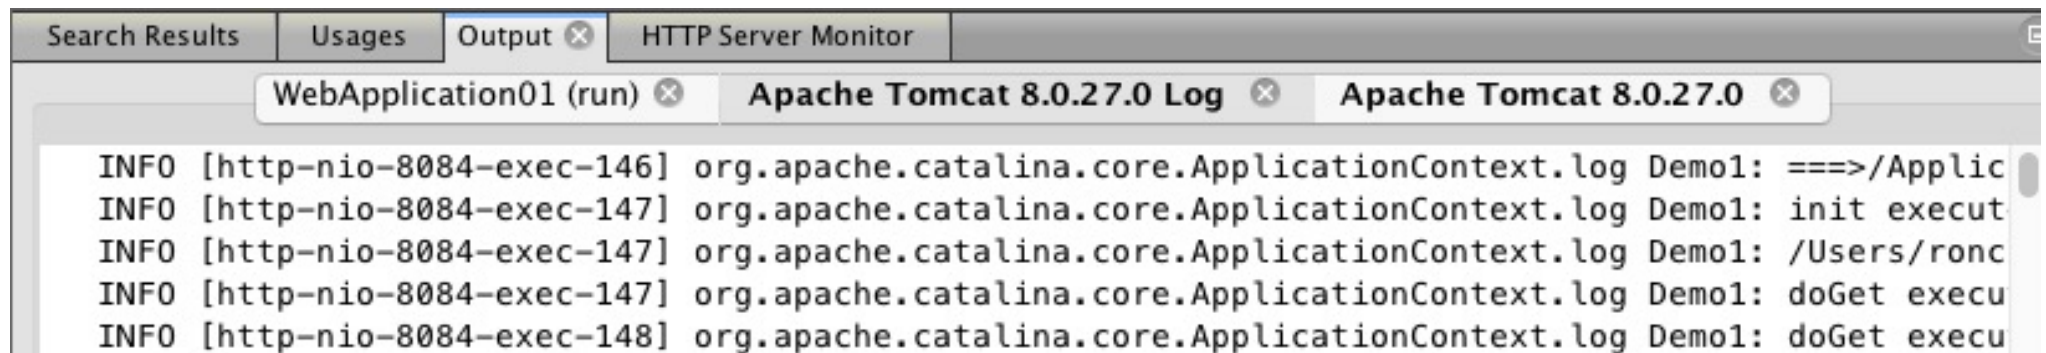 Search Results Usages Output HTTP Server Monitor
WebApplication01 (run) Apache Tomcat 8.0.27.0 Log Apache Tomcat 8.0.27.0
INFO [http-nio-8084-exec-146] org.apache.catalina.core.ApplicationContext.log Demo1: ===>/Applic
INFO [http-nio-8084-exec-147] org.apache.catalina.core.ApplicationContext.log Demo1: init execut
INFO [http-nio-8084-exec-147] org.apache.catalina.core.ApplicationContext.log Demo1: /Users/ronc
INFO [http-nio-8084-exec-147] org.apache.catalina.core.ApplicationContext.log Demo1: doGet execu
INFO [http-nio-8084-exec-148] org.apache.catalina.core.ApplicationContext.log Demo1: doGet execu